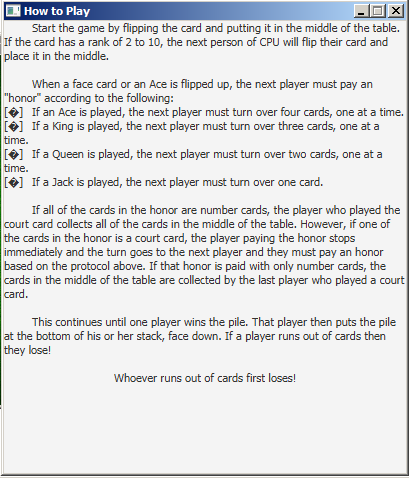 How to Play
Start the game by flipping the card and putting it in the middle of the table.
If the card has a rank of 2 to 10, the next person of CPU will flip their card and
place it in the middle.
When a face card or an Ace is flipped up, the next player must pay an
"honor" according to the following:
[�] If an Ace is played, the next player must turn over four cards, one at a time.
[�] If a King is played, the next player must turn over three cards, one at a
time.
[�] If a Queen is played, the next player must turn over two cards, one at a
time.
[�] If a Jack is played, the next player must turn over one card.
If all of the cards in the honor are number cards, the player who played the
court card collects all of the cards in the middle of the table. However, if one of
the cards in the honor is a court card, the player paying the honor stops
immediately and the turn goes to the next player and they must pay an honor
based on the protocol above. If that honor is paid with only number cards, the
cards in the middle of the table are collected by the last player who played a court
card.
This continues until one player wins the pile. That player then puts the pile
at the bottom of his or her stack, face down. If a player runs out of cards then
they lose!
Whoever runs out of cards first loses!